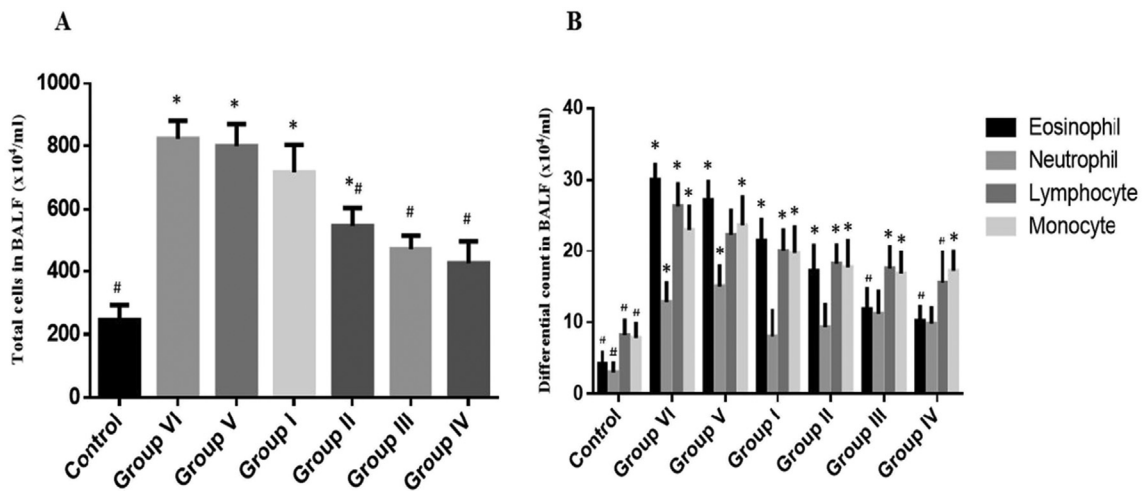 A
Total cells in BALF (x10⁴/ml)
1000
800
600
400
200
0
#
*
*
*
*#
#
#
Control
Group VI
Group V
Group I
Group II
Group III
Group IV
B
Differential count in BALF (x10⁴/ml)
40
30
20
10
0
# # # #
* * * *
* * *
* * *
* * *
# * *
# # *
Control
Group VI
Group V
Group I
Group II
Group III
Group IV
Eosinophil
Neutrophil
Lymphocyte
Monocyte